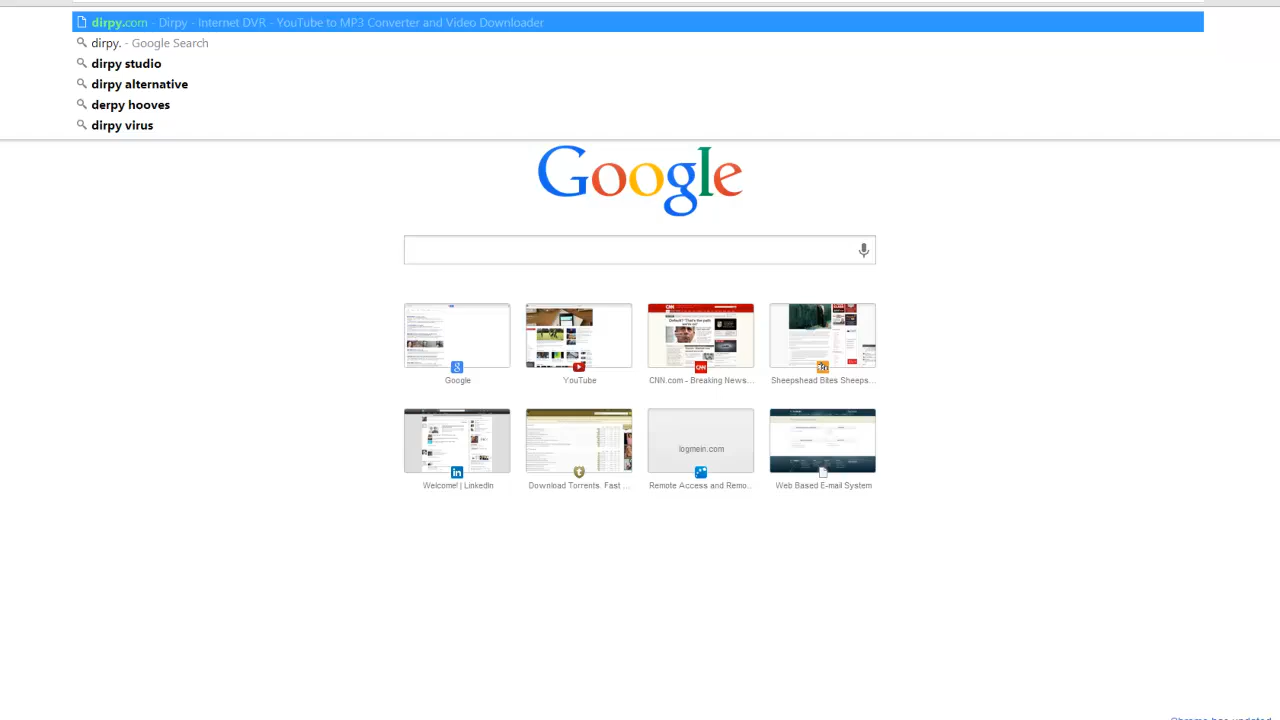 dirpy.com - Dirpy - Internet DVR - YouTube to MP3 Converter and Video Downloader
dirpy. - Google Search
dirpy studio
dirpy alternative
derpy hooves
dirpy virus
Google
Google
YouTube
CNN.com - Breaking News...
Sheepshead Bites Sheeps...
logmein.com
Welcome! | LinkedIn
Download Torrents. Fast ...
Remote Access and Remo...
Web Based E-mail System